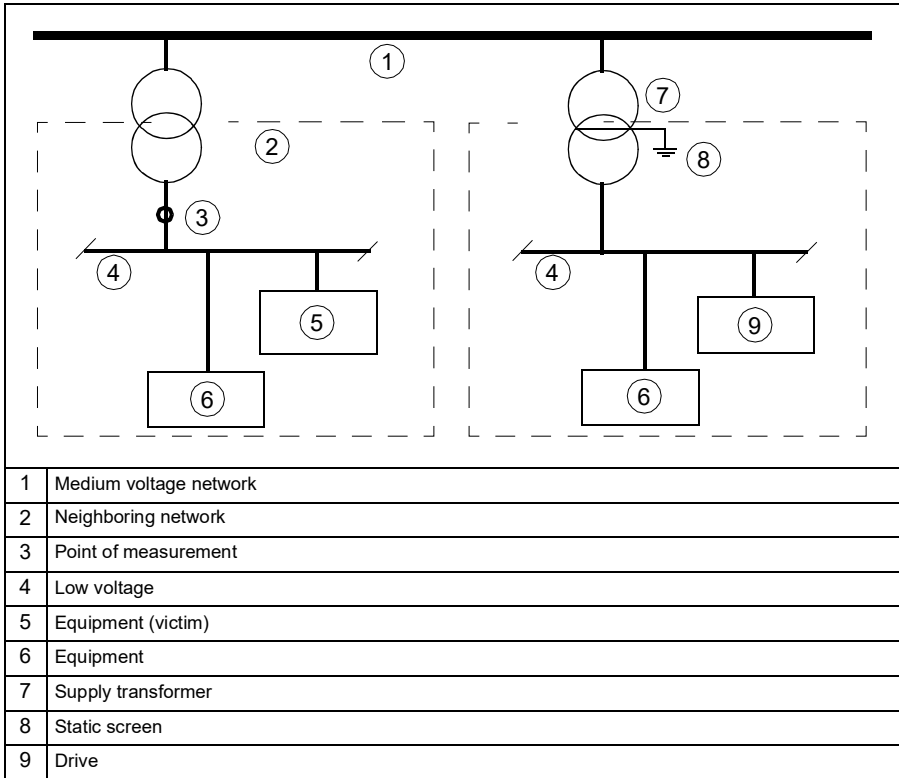 1
7
2
8
3
4
4
5
9
6
6
1 Medium voltage network
2 Neighboring network
3 Point of measurement
4 Low voltage
5 Equipment (victim)
6 Equipment
7 Supply transformer
8 Static screen
9 Drive